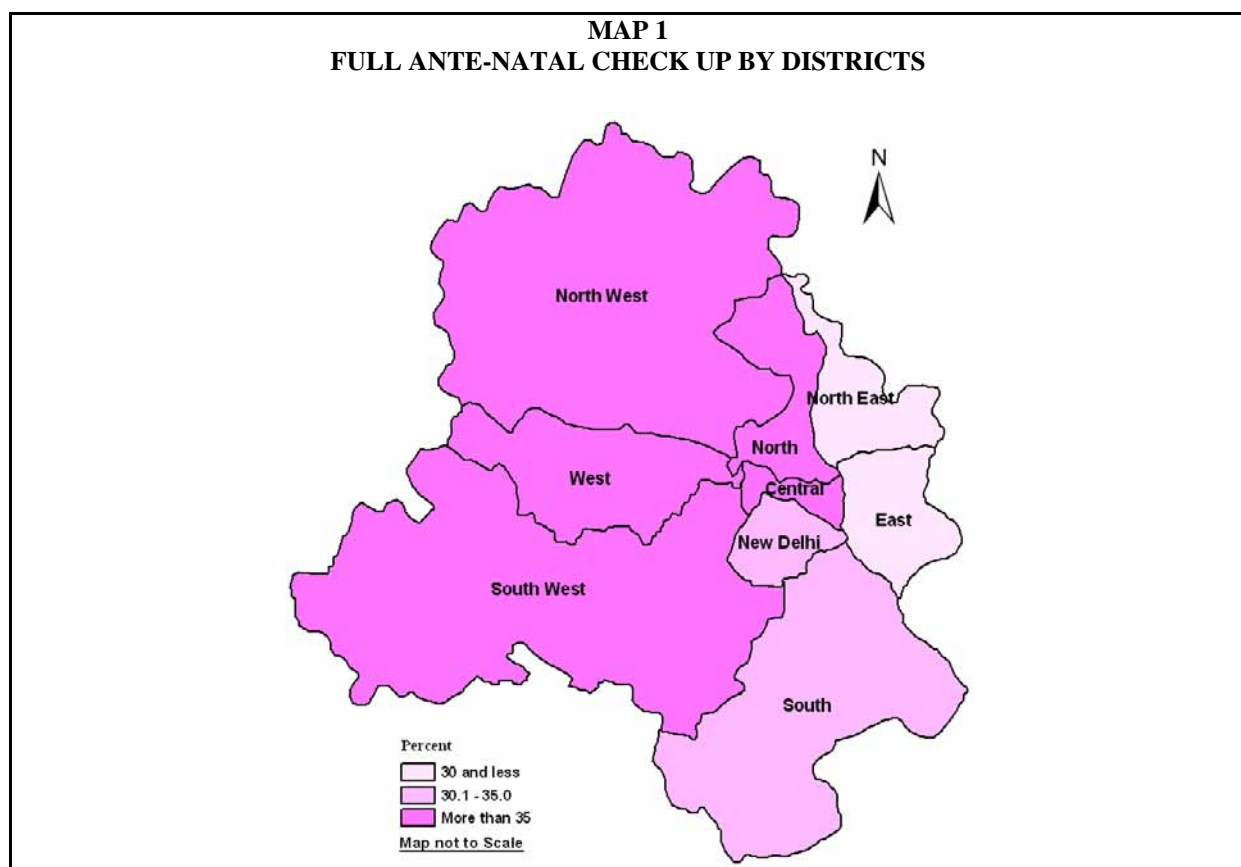 MAP 1
FULL ANTE-NATAL CHECK UP BY DISTRICTS
N
North West
North East
North
West
Central
East
New Delhi
South West
South
Percent
30 and less
30.1 - 35.0
More than 35
Map not to Scale